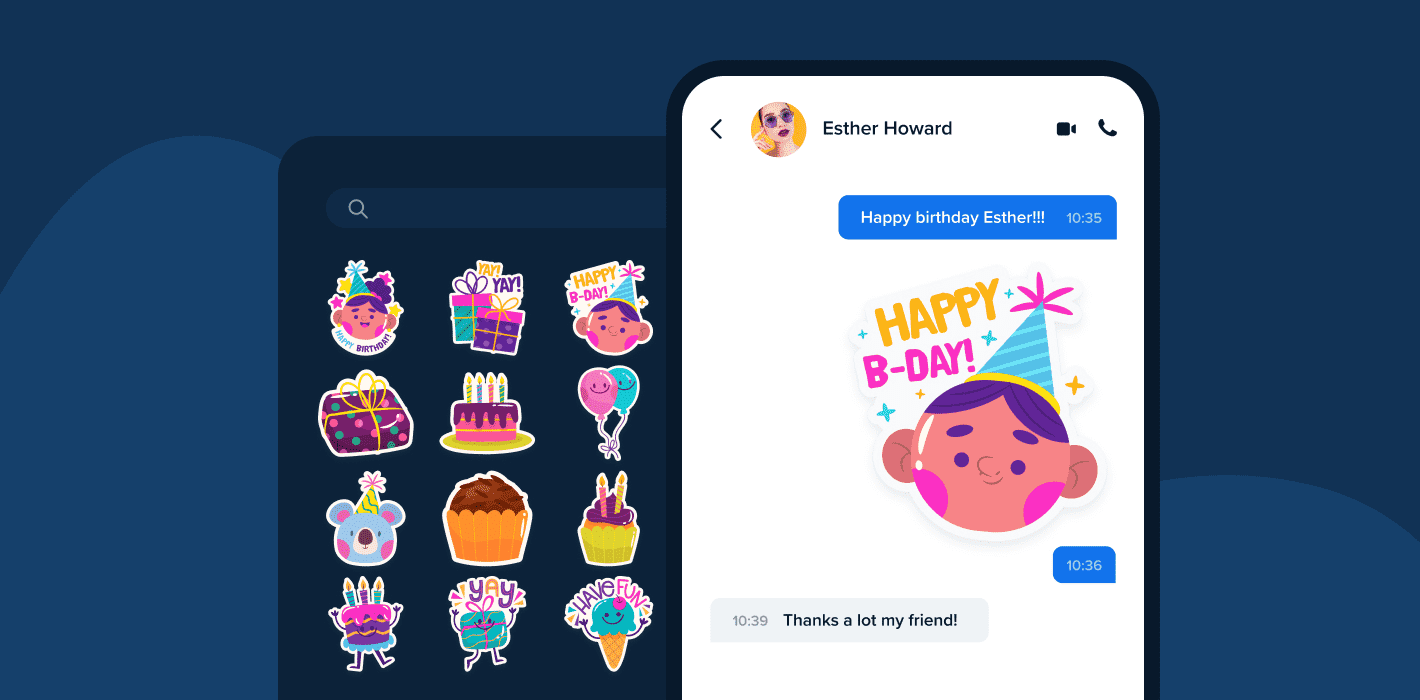 YAY!
YAY!
HAPPY
B-DAY!
HAPPY BIRTHDAY!
YAY
HAVE FUN
Esther Howard
Happy birthday Esther!!! 10:35
HAPPY
B-DAY!
10:36
10:39 Thanks a lot my friend!